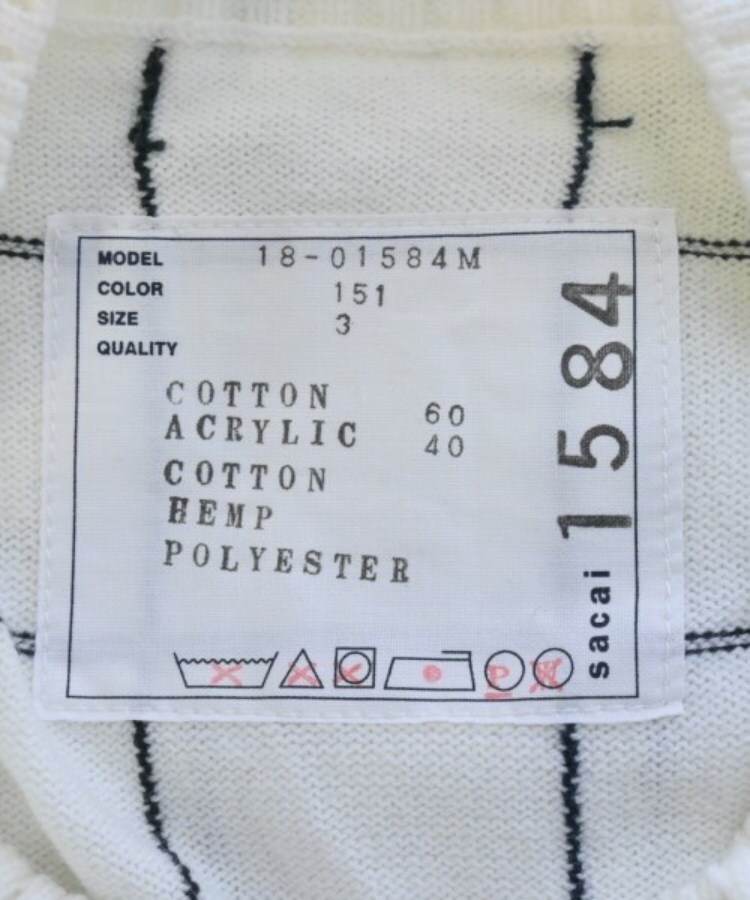 MODEL 18-01584M
COLOR 151
SIZE 3
QUALITY
COTTON 60
ACRYLIC 40
COTTON
HEMP
POLYESTER
P W
sacai 1584